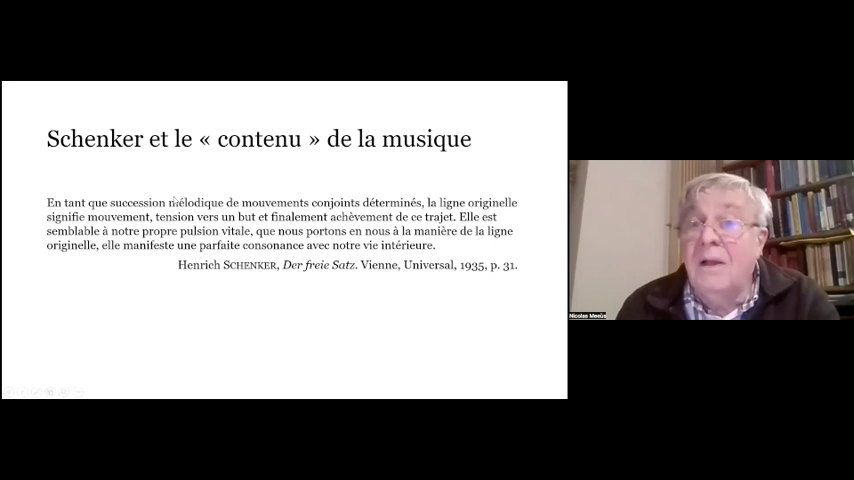 Schenker et le « contenu » de la musique
En tant que succession mélodique de mouvements conjoints déterminés, la ligne originelle
signifie mouvement, tension vers un but et finalement achèvement de ce trajet. Elle est
semblable à notre propre pulsion vitale, que nous portons en nous à la manière de la ligne
originelle, elle manifeste une parfaite consonance avec notre vie intérieure.
Henrich SCHENKER, Der freie Satz. Vienne, Universal, 1935, p. 31.
Nicolas Meeùs